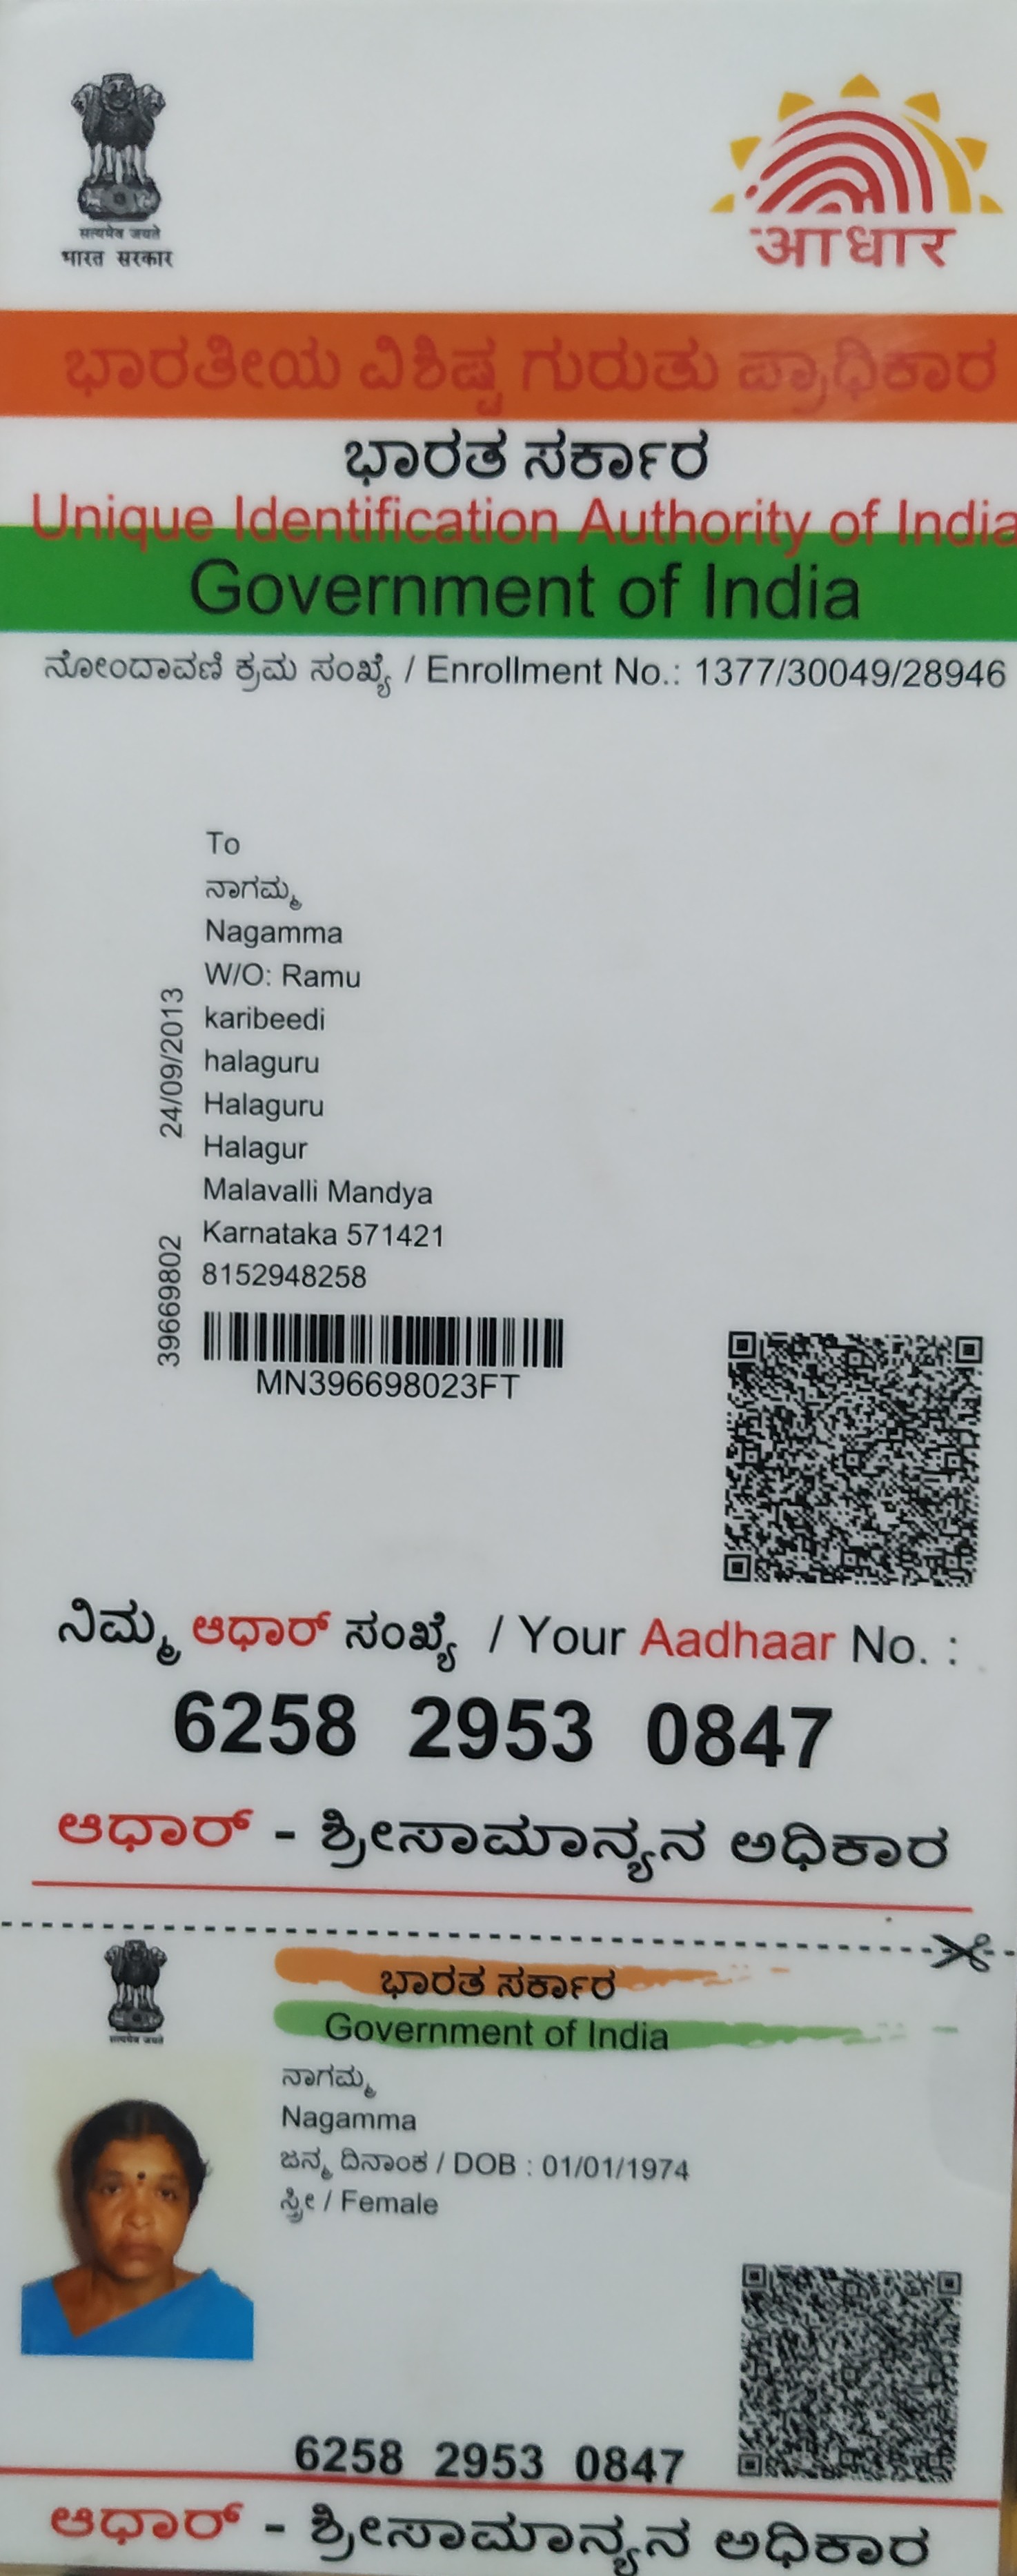 सत्यमेव जयते
भारत सरकार
आधार
ಭಾರತೀಯ ವಿಶಿಷ್ಟ ಗುರುತು ಪ್ರಾಧಿಕಾರ
ಭಾರತ ಸರ್ಕಾರ
Unique Identification Authority of India
Government of India
ನೋಂದಾವಣಿ ಕ್ರಮ ಸಂಖ್ಯೆ / Enrollment No.: 1377/30049/28946
To
ನಾಗಮ್ಮ
Nagamma
W/O: Ramu
karibeedi
halaguru
Halaguru
Halagur
Malavalli Mandya
Karnataka 571421
8152948258
24/09/2013
39669802
MN396698023FT
ನಿಮ್ಮ ಆಧಾರ್ ಸಂಖ್ಯೆ / Your Aadhaar No. :
6258 2953 0847
ಆಧಾರ್ - ಶ್ರೀಸಾಮಾನ್ಯನ ಅಧಿಕಾರ
सत्यमेव जयते
ಭಾರತ ಸರ್ಕಾರ
Government of India
ನಾಗಮ್ಮ
Nagamma
ಜನ್ಮ ದಿನಾಂಕ / DOB : 01/01/1974
ಸ್ತ್ರೀ / Female
6258 2953 0847
ಆಧಾರ್ - ಶ್ರೀಸಾಮಾನ್ಯನ ಅಧಿಕಾರ